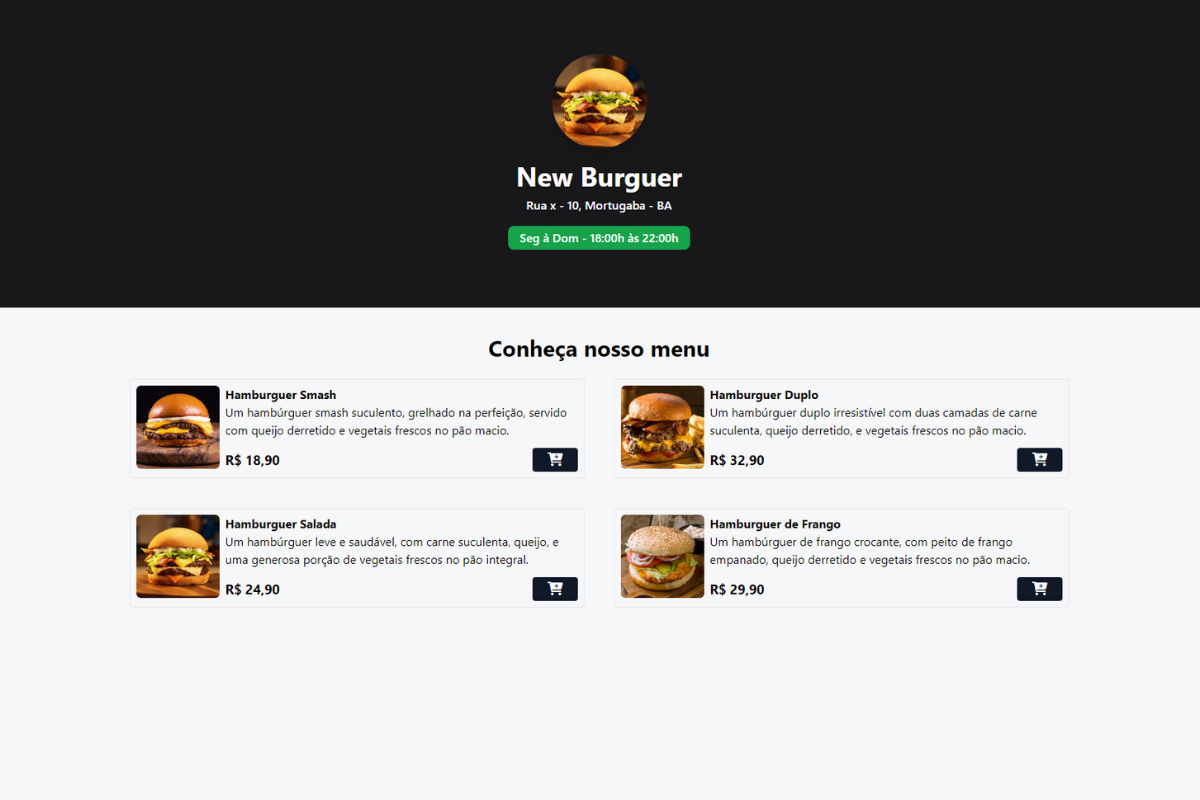 New Burguer
Rua x - 10, Mortugaba - BA
Seg à Dom - 18:00h às 22:00h
Conheça nosso menu
Hamburguer Smash
Um hambúrguer smash suculento, grelhado na perfeição, servido
com queijo derretido e vegetais frescos no pão macio.
R$ 18,90
Hamburguer Duplo
Um hambúrguer duplo irresistível com duas camadas de carne
suculenta, queijo derretido, e vegetais frescos no pão macio.
R$ 32,90
Hamburguer Salada
Um hambúrguer leve e saudável, com carne suculenta, queijo, e
uma generosa porção de vegetais frescos no pão integral.
R$ 24,90
Hamburguer de Frango
Um hambúrguer de frango crocante, com peito de frango
empanado, queijo derretido e vegetais frescos no pão macio.
R$ 29,90